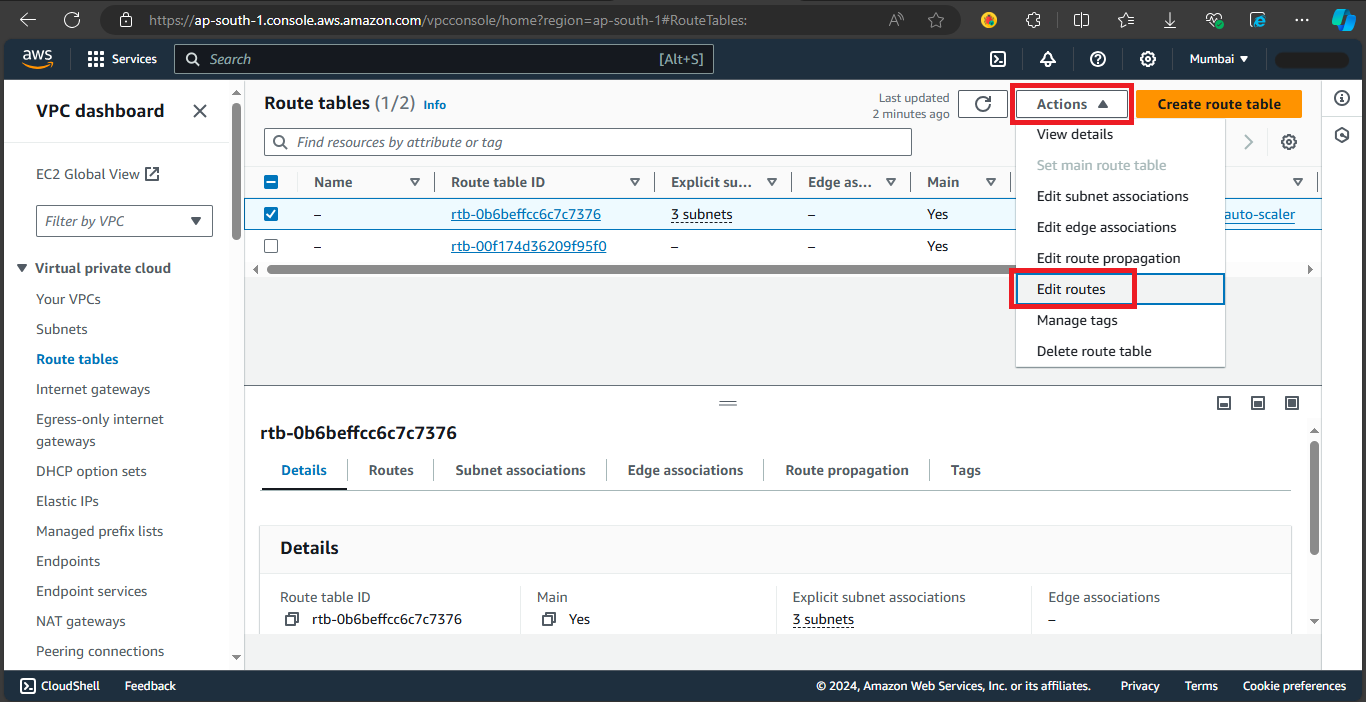 https://ap-south-1.console.aws.amazon.com/vpcconsole/home?region=ap-south-1#RouteTables:
aws
Services
Search
[Alt+S]
Mumbai
VPC dashboard
EC2 Global View
Filter by VPC
Virtual private cloud
Your VPCs
Subnets
Route tables
Internet gateways
Egress-only internet
gateways
DHCP option sets
Elastic IPs
Managed prefix lists
Endpoints
Endpoint services
NAT gateways
Peering connections
Route tables (1/2) Info
Last updated
2 minutes ago
Actions
Create route table
Find resources by attribute or tag
View details
Set main route table
Edit subnet associations
Edit edge associations
Edit route propagation
Edit routes
Manage tags
Delete route table
Name
Route table ID
Explicit su...
Edge as...
Main
– rtb-0b6beffcc6c7c7376 3 subnets – Yes auto-scaler
– rtb-00f174d36209f95f0 – – Yes
rtb-0b6beffcc6c7c7376
Details
Routes
Subnet associations
Edge associations
Route propagation
Tags
Details
Route table ID
rtb-0b6beffcc6c7c7376
Main
Yes
Explicit subnet associations
3 subnets
Edge associations
–
CloudShell
Feedback
© 2024, Amazon Web Services, Inc. or its affiliates.
Privacy
Terms
Cookie preferences